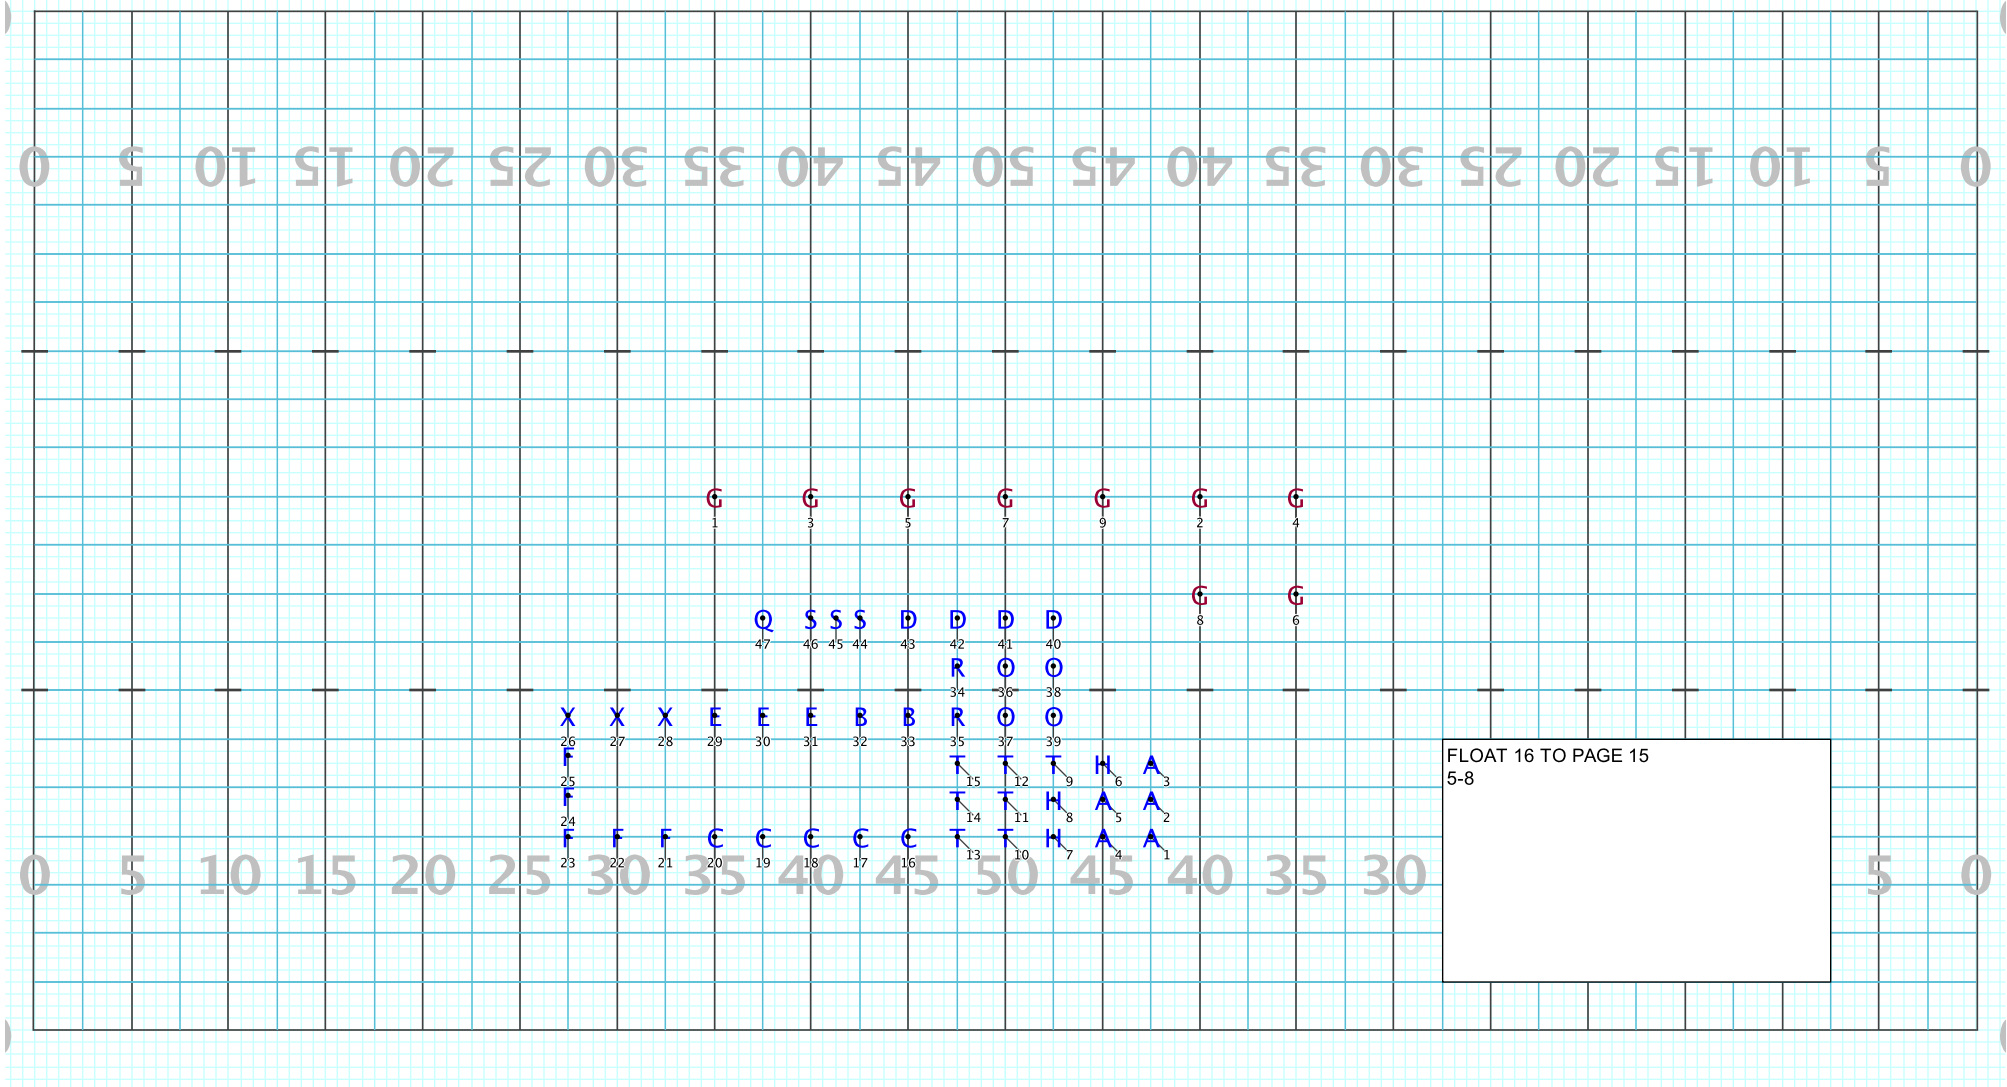 0 5 10 15 20 25 30 35 40 45 50 45 40 35 30 25 20 15 10 5 0
G G G G G G G
1 3 5 7 9 2 4
G G
8 6
Q S S S D D D D
47 46 45 44 43 42 41 40
R O O
34 36 38
X X X E E E B B R O O
26 27 28 29 30 31 32 33 35 37 39
F T T T H A
25 15 12 9 6 3
F T T H A A
24 14 11 8 5 2
F F F C C C C C T T H A A
23 22 21 20 19 18 17 16 13 10 7 4 1
0 5 10 15 20 25 30 35 40 45 50 45 40 35 30 5 0
FLOAT 16 TO PAGE 15
5-8